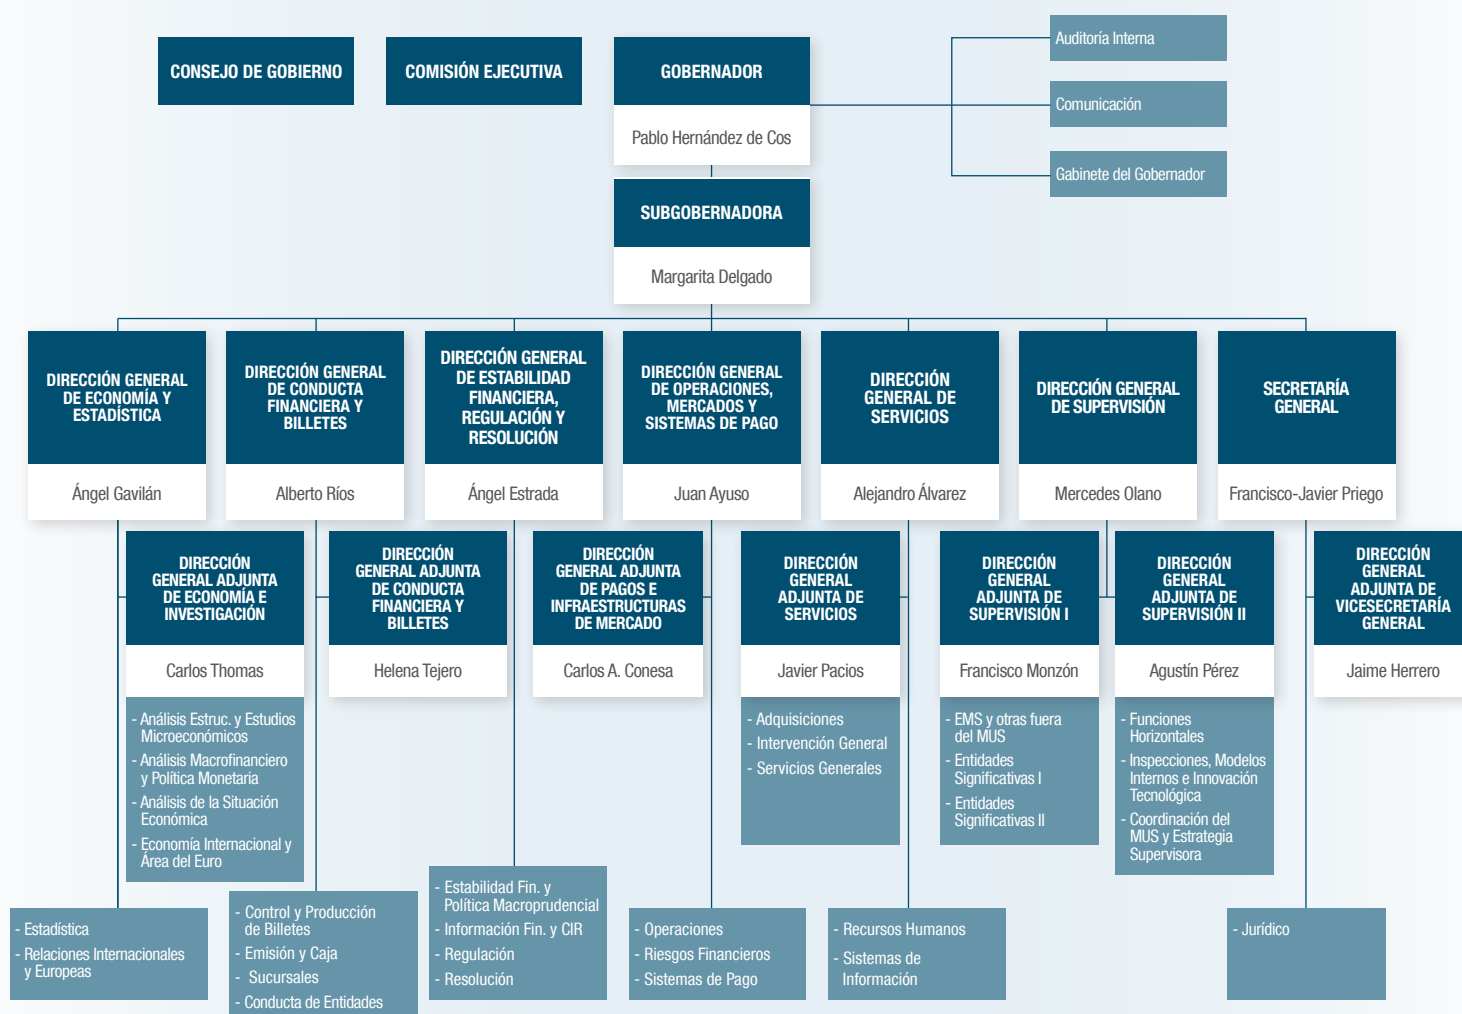 CONSEJO DE GOBIERNO
COMISIÓN EJECUTIVA
GOBERNADOR
Pablo Hernández de Cos
Auditoría Interna
Comunicación
Gabinete del Gobernador
SUBGOBERNADORA
Margarita Delgado
DIRECCIÓN GENERAL
DE ECONOMÍA Y
ESTADÍSTICA
Ángel Gavilán
DIRECCIÓN GENERAL
DE CONDUCTA
FINANCIERA Y
BILLETES
Alberto Ríos
DIRECCIÓN GENERAL
DE ESTABILIDAD
FINANCIERA,
REGULACIÓN Y
RESOLUCIÓN
Ángel Estrada
DIRECCIÓN GENERAL
DE OPERACIONES,
MERCADOS Y
SISTEMAS DE PAGO
Juan Ayuso
DIRECCIÓN
GENERAL DE
SERVICIOS
Alejandro Álvarez
DIRECCIÓN GENERAL
DE SUPERVISIÓN
Mercedes Olano
SECRETARÍA
GENERAL
Francisco-Javier Priego
DIRECCIÓN
GENERAL ADJUNTA
DE ECONOMÍA E
INVESTIGACIÓN
Carlos Thomas
- Análisis Estruc. y Estudios
Microeconómicos
- Análisis Macrofinanciero
y Política Monetaria
- Análisis de la Situación
Económica
- Economía Internacional y
Área del Euro
DIRECCIÓN
GENERAL ADJUNTA
DE CONDUCTA
FINANCIERA Y
BILLETES
Helena Tejero
DIRECCIÓN
GENERAL ADJUNTA
DE PAGOS E
INFRAESTRUCTURAS
DE MERCADO
Carlos A. Conesa
DIRECCIÓN
GENERAL
ADJUNTA DE
SERVICIOS
Javier Pacios
- Adquisiciones
- Intervención General
- Servicios Generales
DIRECCIÓN
GENERAL
ADJUNTA DE
SUPERVISIÓN I
Francisco Monzón
- EMS y otras fuera
del MUS
- Entidades
Significativas I
- Entidades
Significativas II
DIRECCIÓN
GENERAL
ADJUNTA DE
SUPERVISIÓN II
Agustín Pérez
- Funciones
Horizontales
- Inspecciones, Modelos
Internos e Innovación
Tecnológica
- Coordinación del
MUS y Estrategia
Supervisora
DIRECCIÓN
GENERAL
ADJUNTA DE
VICESECRETARÍA
GENERAL
Jaime Herrero
- Estadística
- Relaciones Internacionales
y Europeas
- Control y Producción
de Billetes
- Emisión y Caja
- Sucursales
- Conducta de Entidades
- Estabilidad Fin. y
Política Macroprudencial
- Información Fin. y CIR
- Regulación
- Resolución
- Operaciones
- Riesgos Financieros
- Sistemas de Pago
- Recursos Humanos
- Sistemas de
Información
- Jurídico